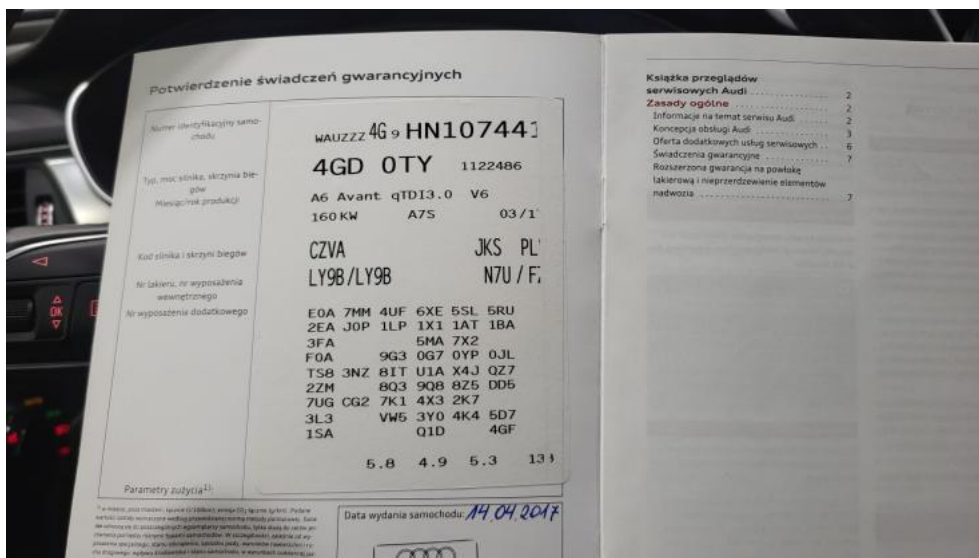 Potwierdzenie świadczeń gwarancyjnych
Numer identyfikacyjny samo-
chodu
WAUZZZ 4G 9 HN107441
4GD 0TY 1122486
Typ, moc silnika, skrzynia bie-
gów
Miesiąc/rok produkcji
A6 Avant qTDI3.0 V6
160 KW A7S 03/1
Kod silnika i skrzyni biegów
CZVA JKS PL
Nr lakieru, nr wyposażenia
wewnętrznego
LY9B/LY9B N7U / F
Nr wyposażenia dodatkowego
E0A 7MM 4UF 6XE 5SL 5RU
2EA J0P 1LP 1X1 1AT 1BA
3FA 5MA 7X2
F0A 9G3 0G7 0YP 0JL
TS8 3NZ 8IT U1A X4J QZ7
2ZM 8Q3 9Q8 8Z5 DD5
7UG CG2 7K1 4X3 2K7
3L3 VW5 3Y0 4K4 5D7
1SA Q1D 4GF
5.8 4.9 5.3 13
Parametry zużycia
Data wydania samochodu: 14.04.2017
Książka przeglądów
serwisowych Audi 2
Zasady ogólne 2
Informacje na temat serwisu Audi 2
Koncepcja obsługi Audi 3
Oferta dodatkowych usług serwisowych 6
Świadczenia gwarancyjne 7
Rozszerzona gwarancja na powłokę
lakierową i nieprzerdzewienie elementów
nadwozia 7
OK